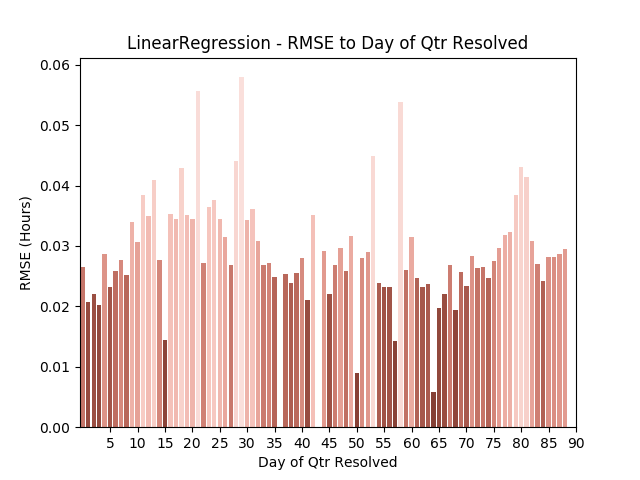 LinearRegression - RMSE to Day of Qtr Resolved
0.06
0.05
0.04
0.03
0.02
0.01
0.00
RMSE (Hours)
5 10 15 20 25 30 35 40 45 50 55 60 65 70 75 80 85 90
Day of Qtr Resolved